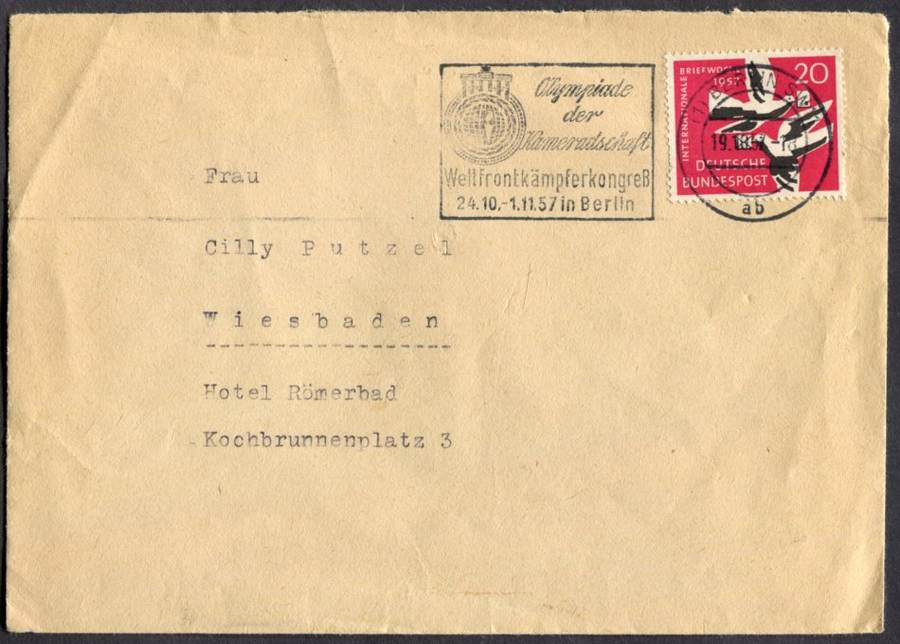 Olympiade
der
Kameradschaft
Weltfrontkämpferkongreß
24.10.-1.11.57 in Berlin
INTERNATIONALE BRIEFWOCHE
1957
20
DEUTSCHE
BUNDESPOST
BERLIN
ab
Frau
Cilly Putzel
Wiesbaden
Hotel Römerbad
Kochbrunnenplatz 3